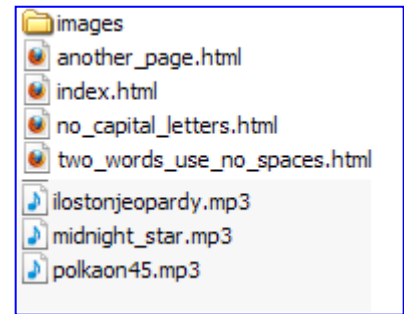 images
another_page.html
index.html
no_capital_letters.html
two_words_use_no_spaces.html
ilostonjeopardy.mp3
midnight_star.mp3
polkaon45.mp3